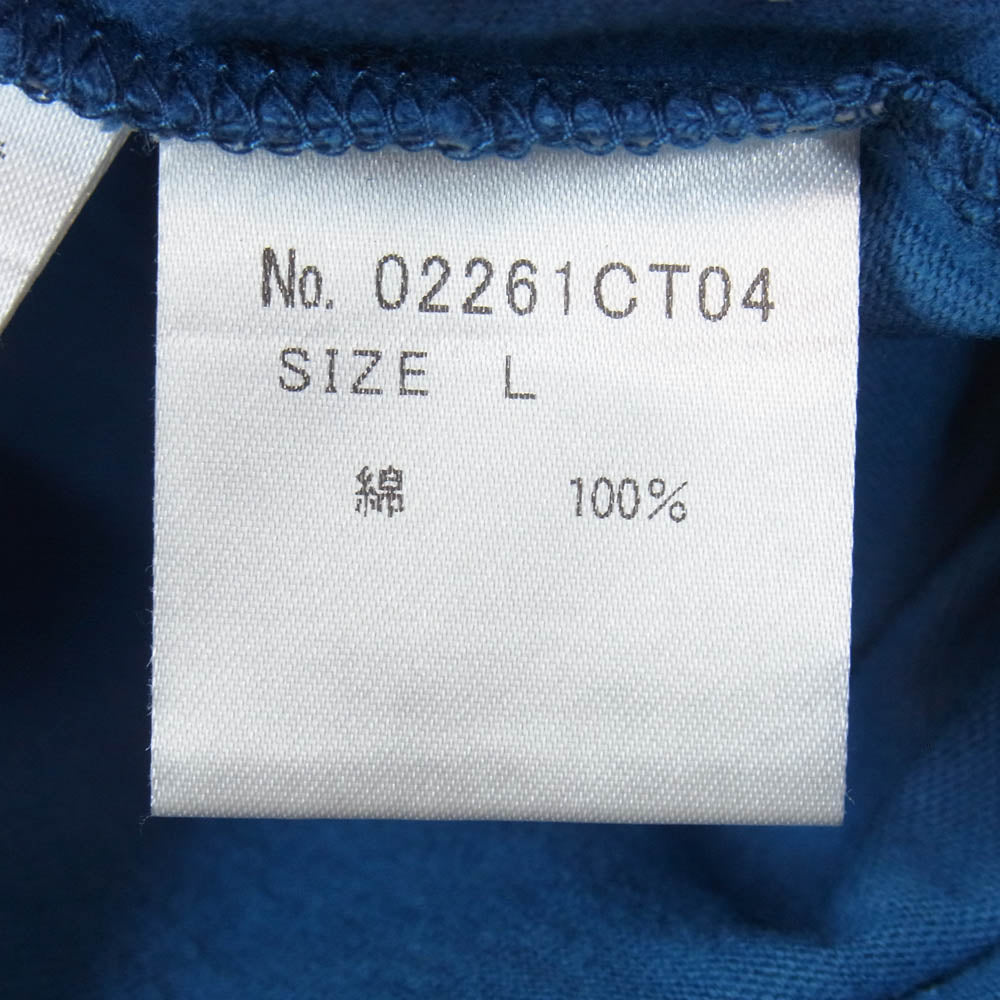 No. 02261CT04
SIZE L
綿 100%